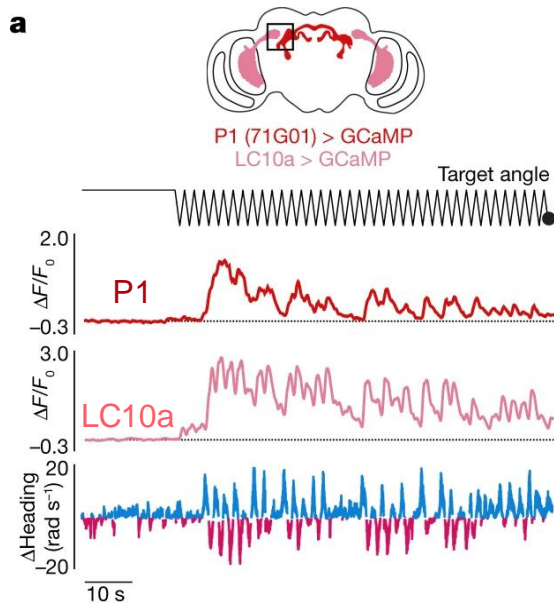 a
P1 (71G01) > GCaMP
LC10a > GCaMP
Target angle
2.0
ΔF/F0
P1
–0.3
3.0
ΔF/F0
LC10a
–0.3
20
ΔHeading
(rad s⁻¹)
–20
10 s